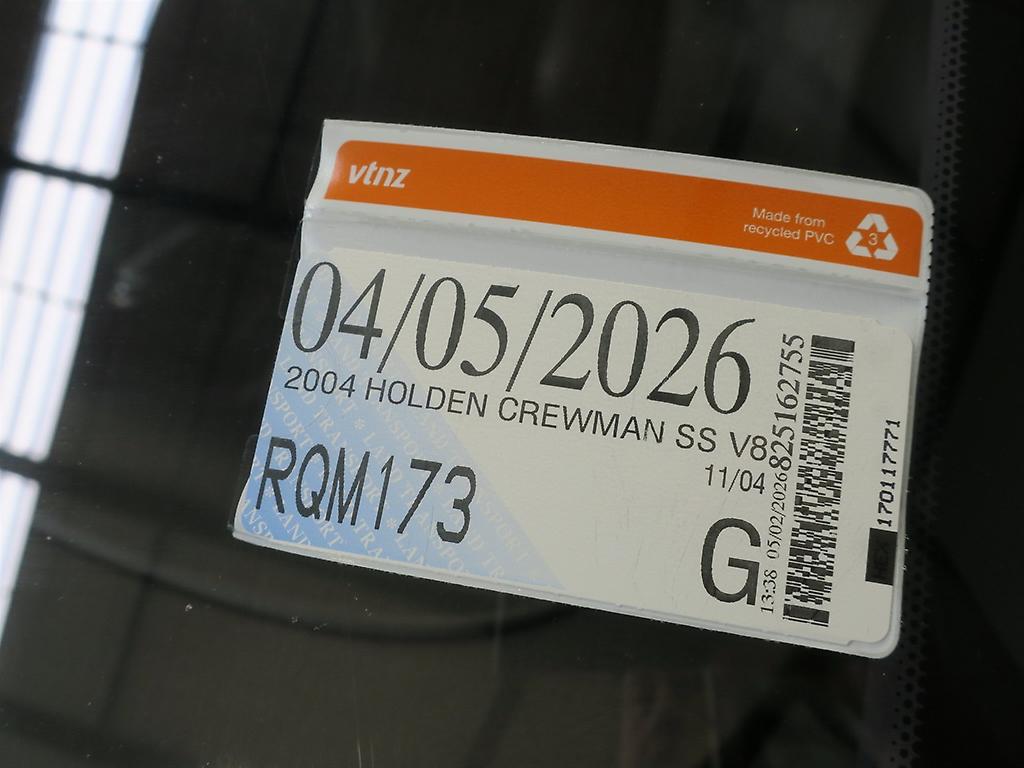 vtnz
Made from
recycled PVC
3
04/05/2026
2004 HOLDEN CREWMAN SS V8
11/04
RQM173
G
13:38 05/02/2026
825162755
170117771